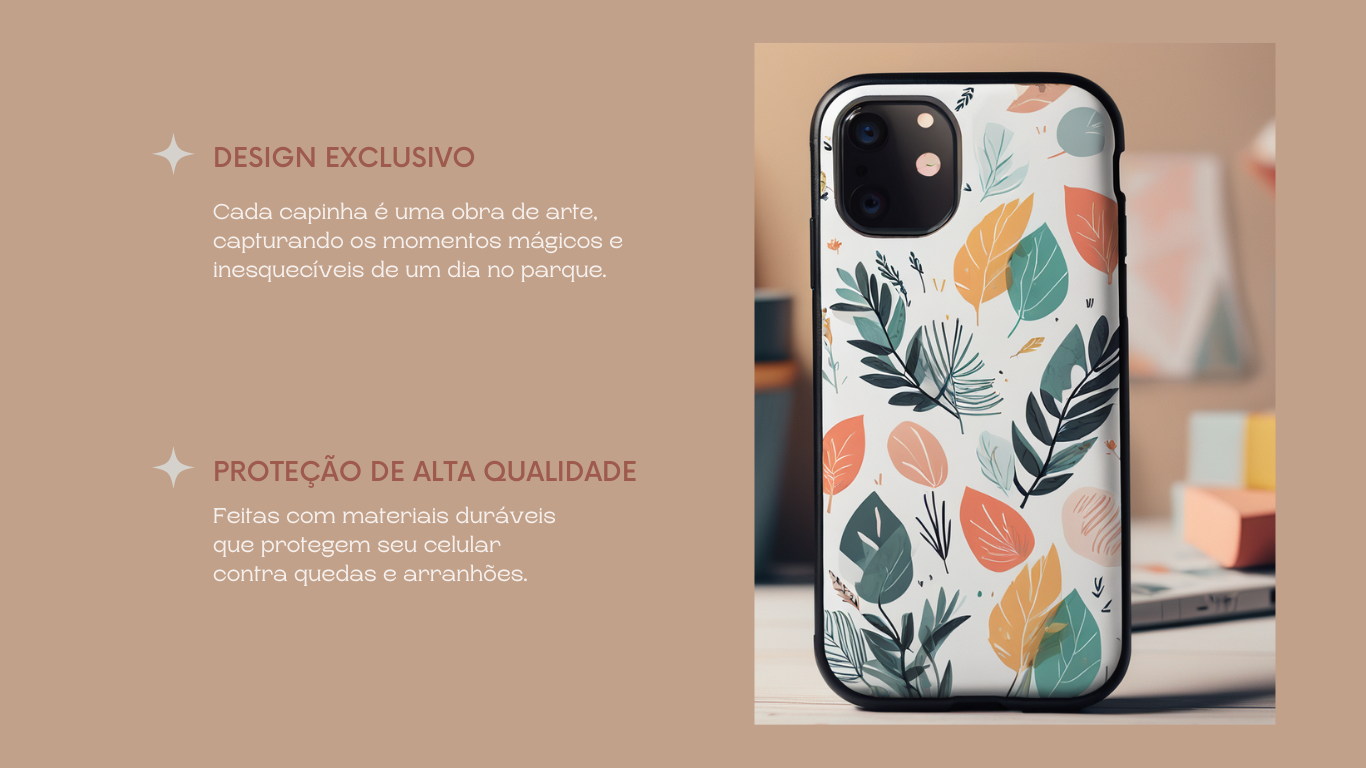 DESIGN EXCLUSIVO
Cada capinha é uma obra de arte,
capturando os momentos mágicos e
inesquecíveis de um dia no parque.
PROTEÇÃO DE ALTA QUALIDADE
Feitas com materiais duráveis
que protegem seu celular
contra quedas e arranhões.